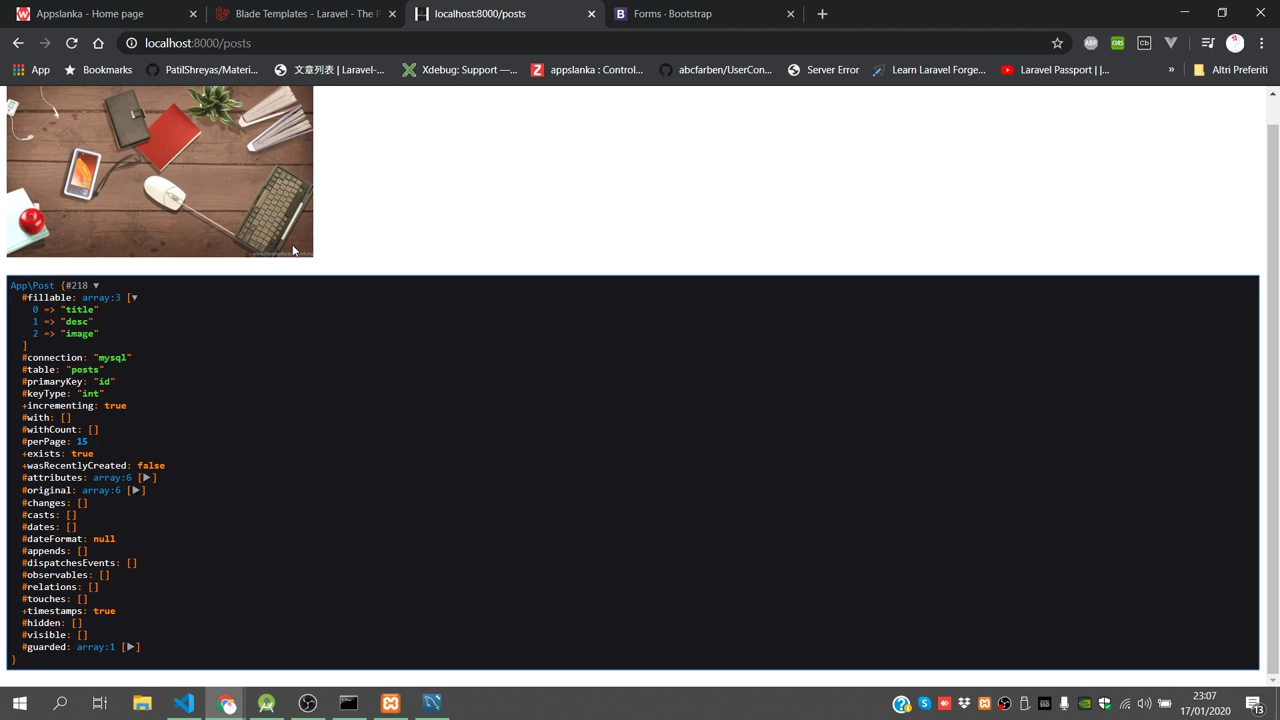 Appslanka - Home page
Blade Templates - Laravel - The P
localhost:8000/posts
Forms · Bootstrap
localhost:8000/posts
ABP
CORS
App
Bookmarks
PatilShreyas/Materi...
文章列表 | Laravel-...
Xdebug: Support —...
appslanka : Control...
abcfarben/UserCon...
Server Error
Learn Laravel Forge...
Laravel Passport | |...
»
Altri Preferiti
App\Post {#218 ▼
#fillable: array:3 [▼
0 => "title"
1 => "desc"
2 => "image"
]
#connection: "mysql"
#table: "posts"
#primaryKey: "id"
#keyType: "int"
+incrementing: true
#with: []
#withCount: []
#perPage: 15
+exists: true
+wasRecentlyCreated: false
#attributes: array:6 [▶]
#original: array:6 [▶]
#changes: []
#casts: []
#dates: []
#dateFormat: null
#appends: []
#dispatchesEvents: []
#observables: []
#relations: []
#touches: []
+timestamps: true
#hidden: []
#visible: []
#guarded: array:1 [▶]
}
23:07
17/01/2020
13